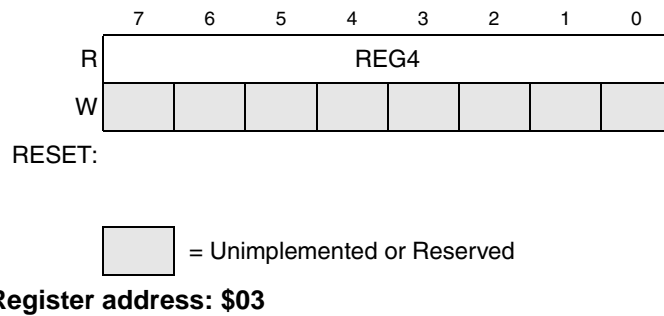 7 6 5 4 3 2 1 0
R REG4
W
RESET:
= Unimplemented or Reserved
Register address: $03